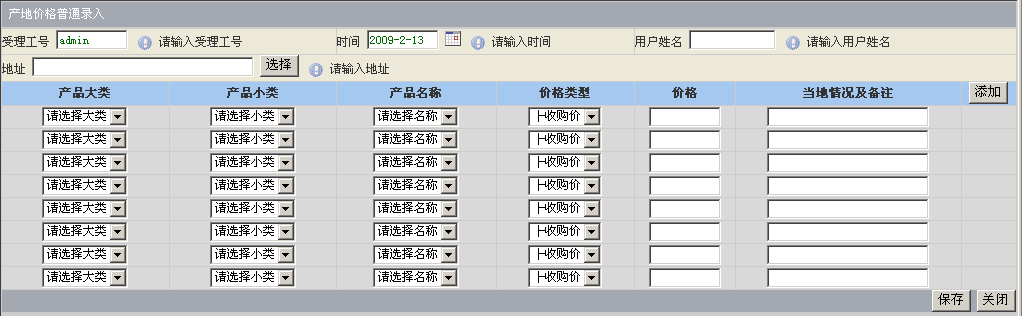 产地价格普通录入
受理工号 admin 请输入受理工号 时间 2009-2-13 请输入时间 用户姓名 请输入用户姓名
地址 选择 请输入地址
产品大类 产品小类 产品名称 价格类型 价格 当地情况及备注 添加
请选择大类 请选择小类 请选择名称 ├收购价
请选择大类 请选择小类 请选择名称 ├收购价
请选择大类 请选择小类 请选择名称 ├收购价
请选择大类 请选择小类 请选择名称 ├收购价
请选择大类 请选择小类 请选择名称 ├收购价
请选择大类 请选择小类 请选择名称 ├收购价
请选择大类 请选择小类 请选择名称 ├收购价
请选择大类 请选择小类 请选择名称 ├收购价
保存 关闭